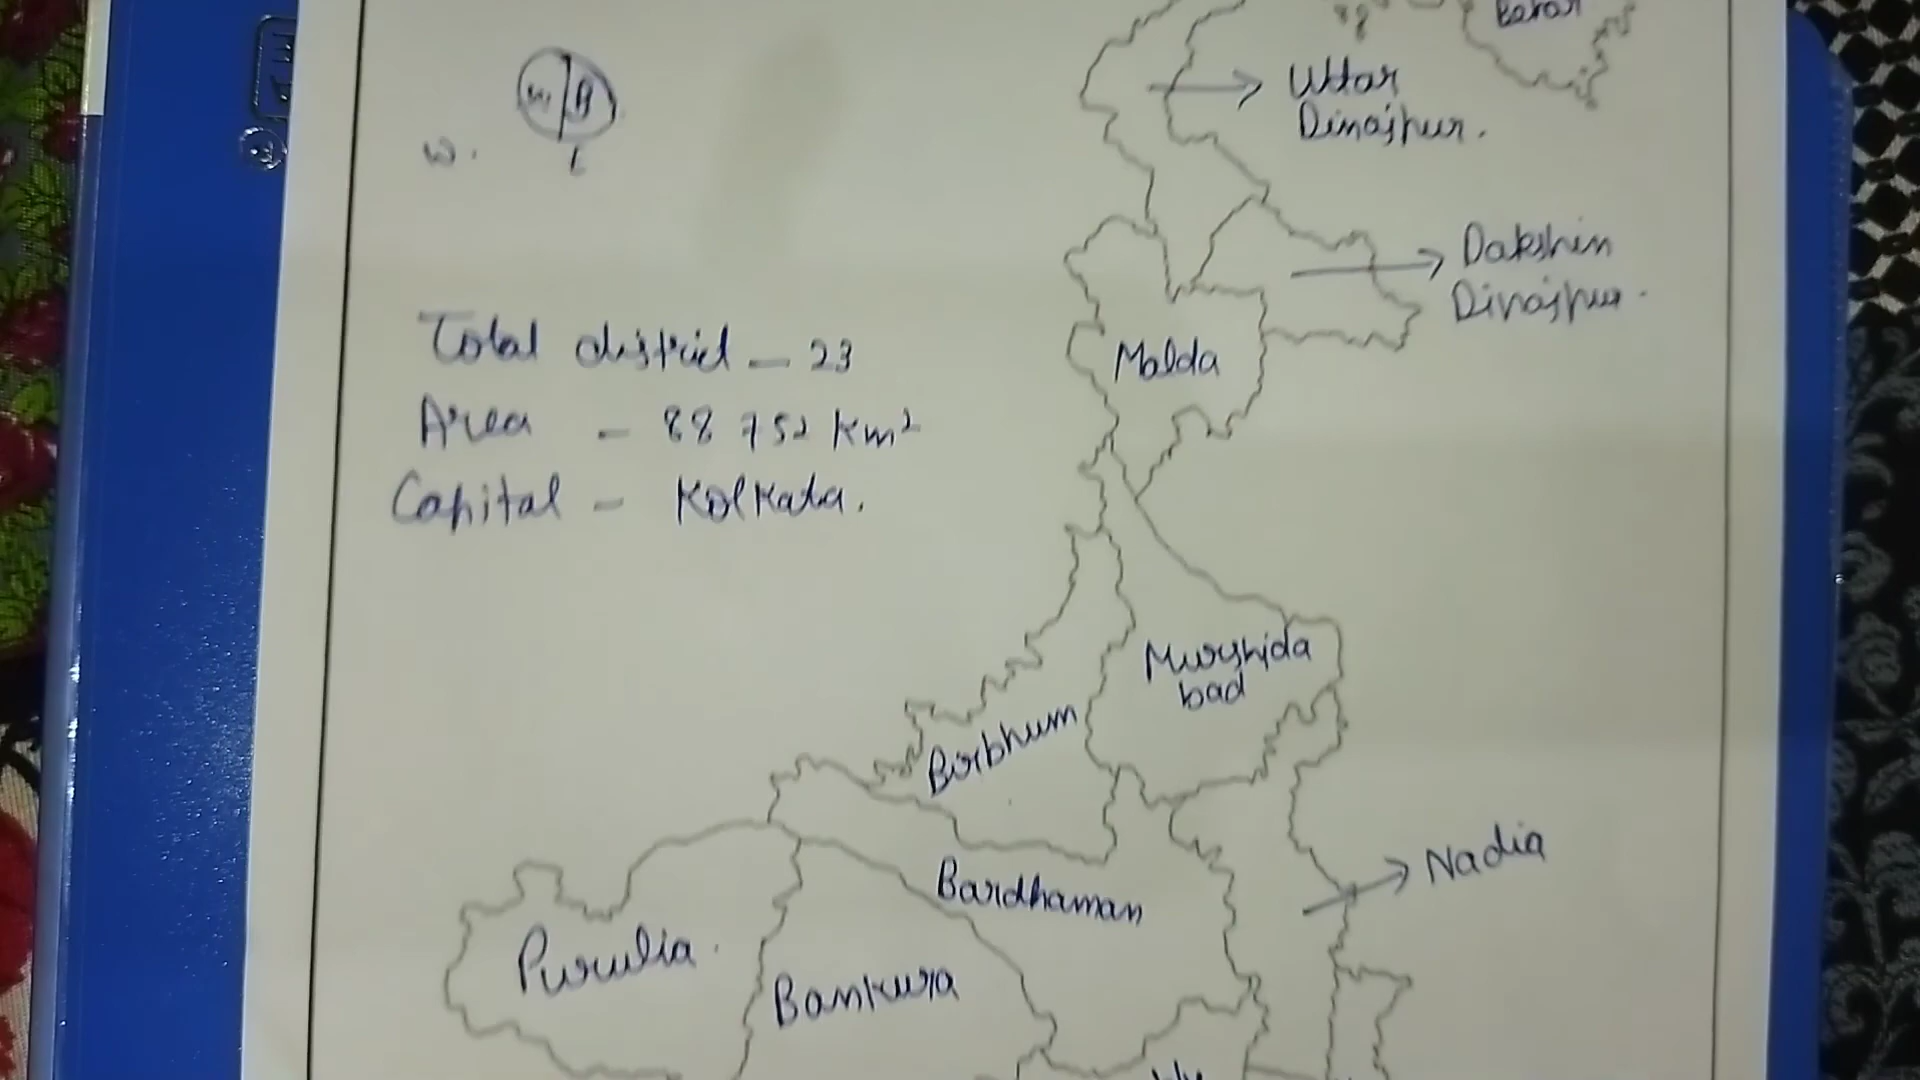 Uttar
Dinajpur.
W.
Dakshin
Dinajpur.
Total district - 23
Area - 88 752 Km²
Capital - Kolkata.
Malda
Murshida
bad
Birbhum
Nadia
Bardhaman
Purulia.
Bankura